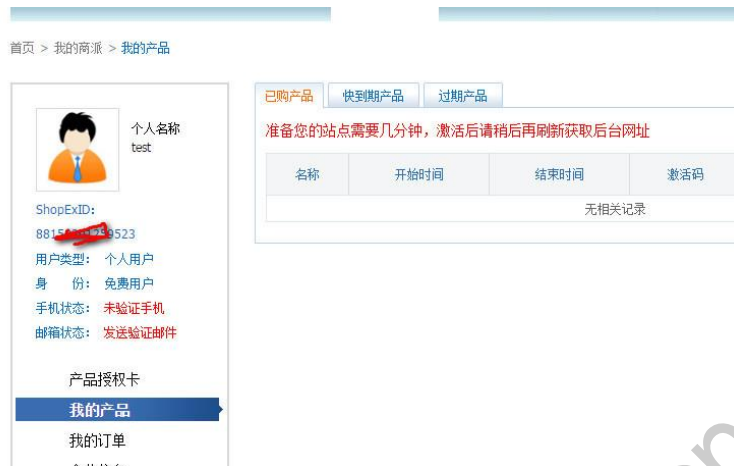 首页 > 我的商派 > 我的产品
个人名称
test
ShopExID:
用户类型： 个人用户
身 份： 免费用户
手机状态： 未验证手机
邮箱状态： 发送验证邮件
产品授权卡
我的产品
我的订单
已购产品 快到期产品 过期产品
准备您的站点需要几分钟，激活后请稍后再刷新获取后台网址
名称 开始时间 结束时间 激活码
无相关记录